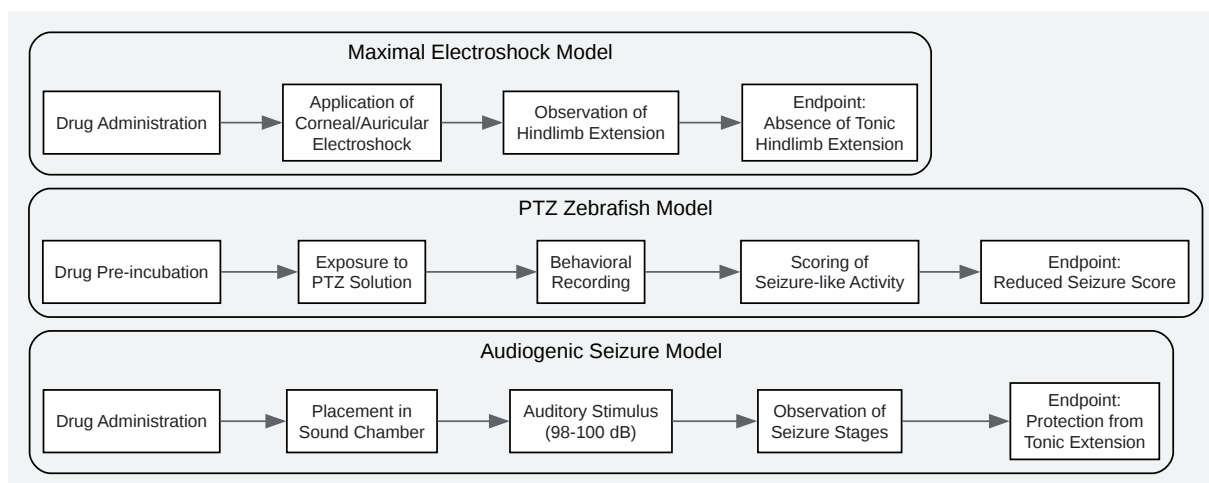 Maximal Electroshock Model
Drug Administration
Application of
Corneal/Auricular
Electroshock
Observation of
Hindlimb Extension
Endpoint:
Absence of Tonic
Hindlimb Extension
PTZ Zebrafish Model
Drug Pre-incubation
Exposure to
PTZ Solution
Behavioral
Recording
Scoring of
Seizure-like Activity
Endpoint:
Reduced Seizure Score
Audiogenic Seizure Model
Drug Administration
Placement in
Sound Chamber
Auditory Stimulus
(98-100 dB)
Observation of
Seizure Stages
Endpoint:
Protection from
Tonic Extension